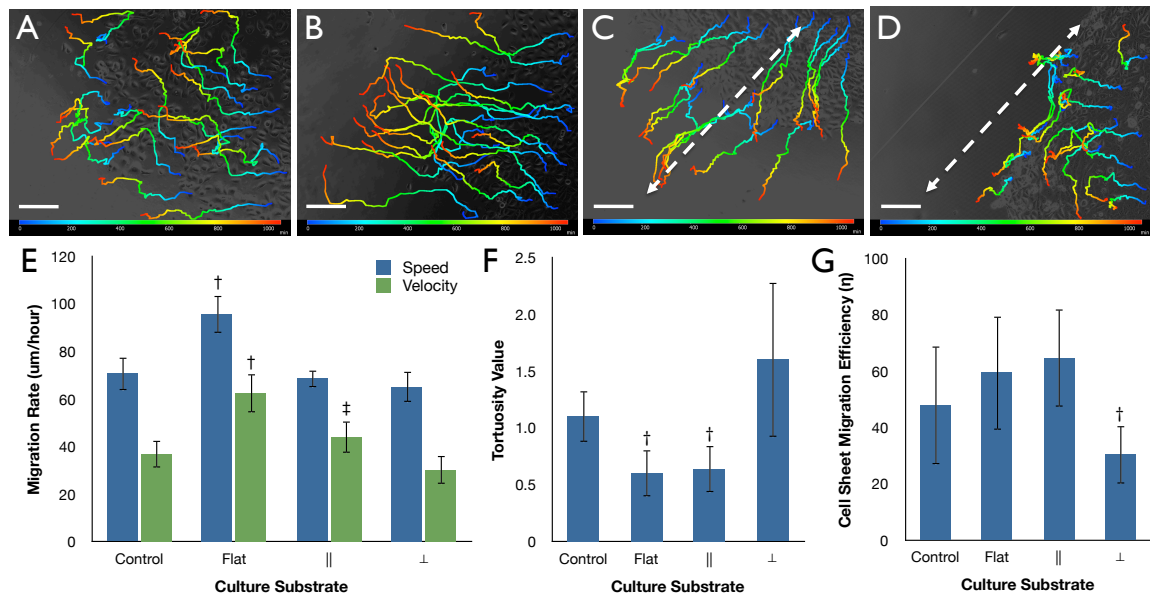 A
B
C
D
0 200 400 600 800 1000 min
0 200 400 600 800 1000 min
0 200 400 600 800 1000 min
0 200 400 600 800 1000 min
E
Migration Rate (um/hour)
120
100
80
60
40
20
0
Speed
Velocity
†
†
‡
Control Flat || ⊥
Culture Substrate
F
Tortuosity Value
2.5
2.0
1.5
1.0
0.5
0
†
†
Control Flat || ⊥
Culture Substrate
G
Cell Sheet Migration Efficiency (η)
100
80
60
40
20
0
†
Control Flat || ⊥
Culture Substrate